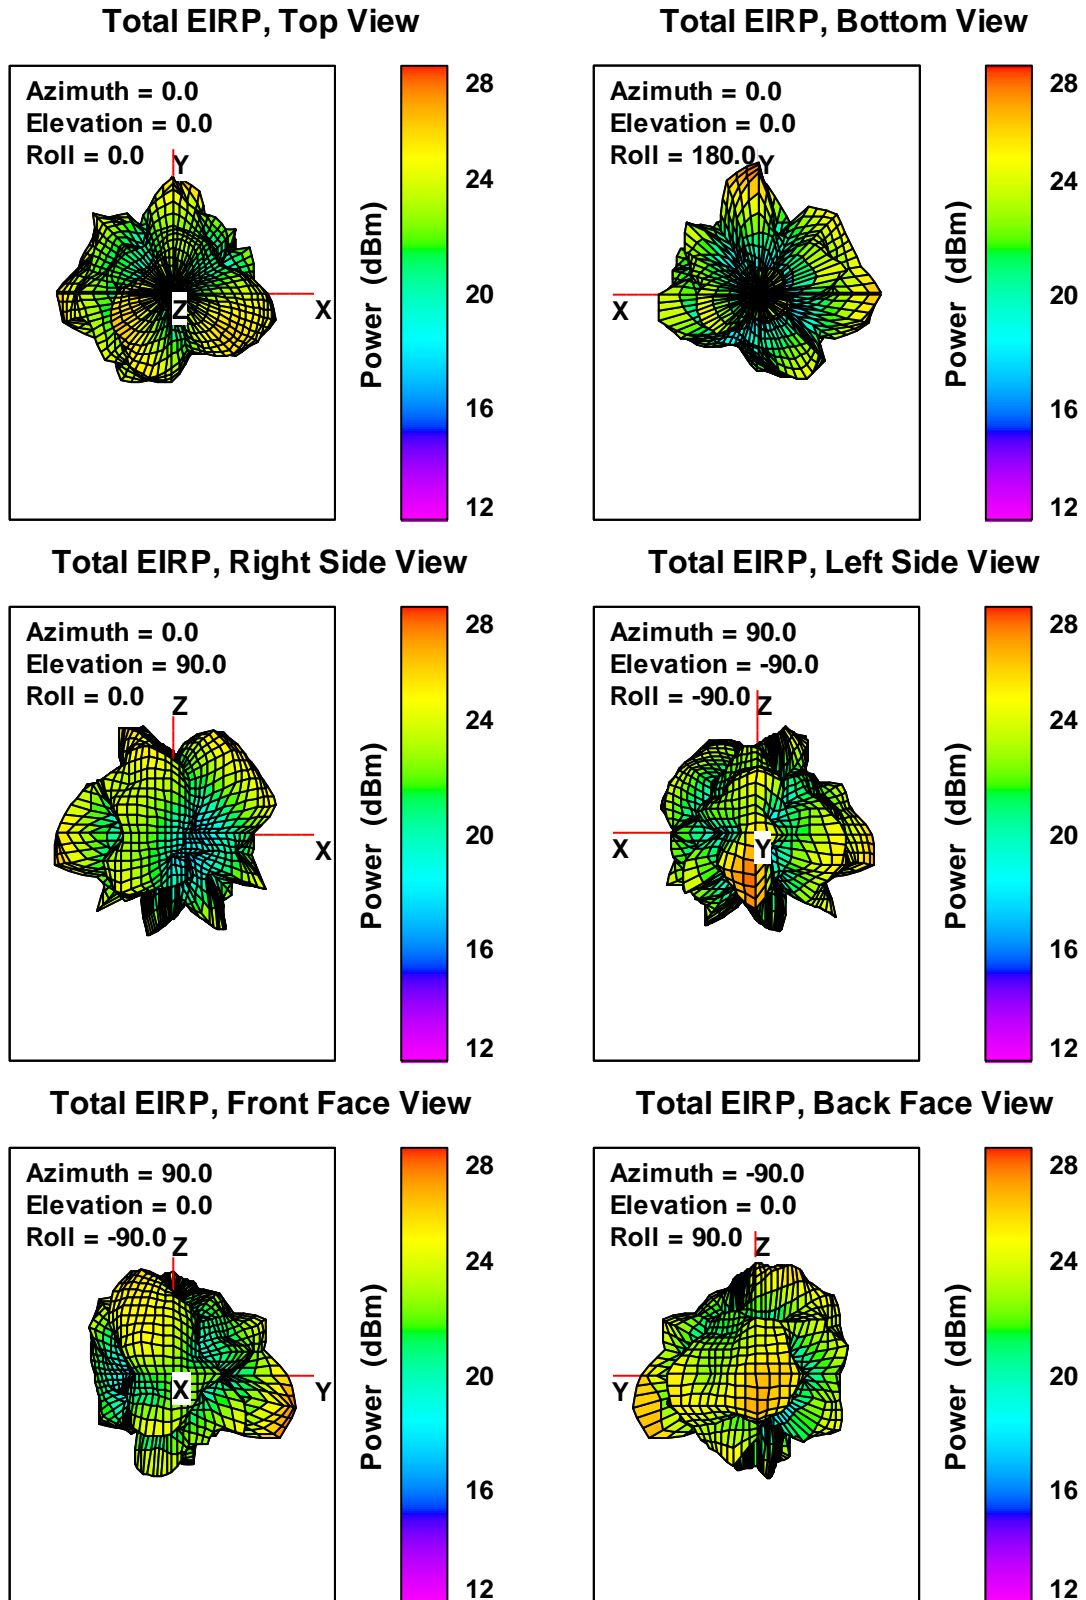 Total EIRP, Top View
Azimuth = 0.0
Elevation = 0.0
Roll = 0.0
Y
Z
X
Power (dBm)
28
24
20
16
12
Total EIRP, Bottom View
Azimuth = 0.0
Elevation = 0.0
Roll = 180.0
Y
X
Power (dBm)
28
24
20
16
12
Total EIRP, Right Side View
Azimuth = 0.0
Elevation = 90.0
Roll = 0.0
Z
X
Power (dBm)
28
24
20
16
12
Total EIRP, Left Side View
Azimuth = 90.0
Elevation = -90.0
Roll = -90.0
Z
X
Y
Power (dBm)
28
24
20
16
12
Total EIRP, Front Face View
Azimuth = 90.0
Elevation = 0.0
Roll = -90.0
Z
X
Y
Power (dBm)
28
24
20
16
12
Total EIRP, Back Face View
Azimuth = -90.0
Elevation = 0.0
Roll = 90.0
Z
Y
Power (dBm)
28
24
20
16
12